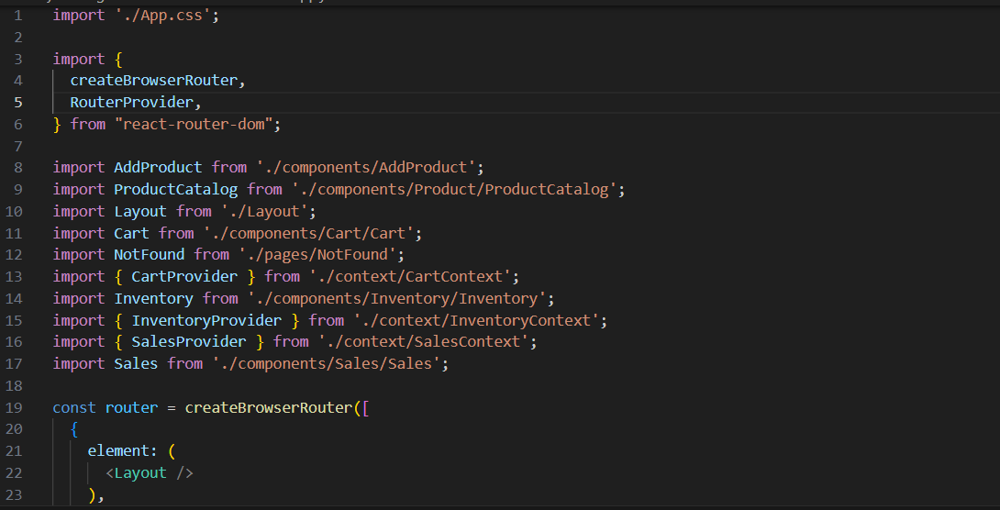 1 import './App.css';
2
3 import {
4   createBrowserRouter,
5   RouterProvider,
6 } from "react-router-dom";
7
8 import AddProduct from './components/AddProduct';
9 import ProductCatalog from './components/Product/ProductCatalog';
10 import Layout from './Layout';
11 import Cart from './components/Cart/Cart';
12 import NotFound from './pages/NotFound';
13 import { CartProvider } from './context/CartContext';
14 import Inventory from './components/Inventory/Inventory';
15 import { InventoryProvider } from './context/InventoryContext';
16 import { SalesProvider } from './context/SalesContext';
17 import Sales from './components/Sales/Sales';
18
19 const router = createBrowserRouter([
20   {
21     element: (
22       <Layout />
23     ),